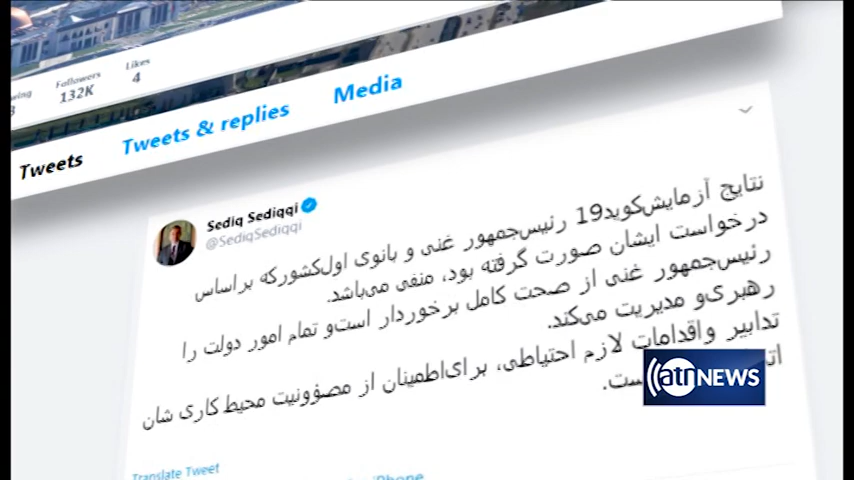 Followers
132K
Likes
4
Tweets
Tweets & replies
Media
Sediq Sediqqi
@SediqSediqqi
نتایج آزمایش‌کوید19 رئیس‌جمهور غنی و بانوی اول‌کشورکه براساس
درخواست ایشان صورت گرفته بود، منفی می‌باشد.
رئیس‌جمهور غنی از صحت کامل برخوردار است‌و تمام امور دولت را
رهبری‌و مدیریت می‌کند.
تدابیر واقدامات لازم احتیاطی، برای‌اطمینان از مصؤونیت محیط کاری شان
Translate Tweet
iPhone
atn NEWS